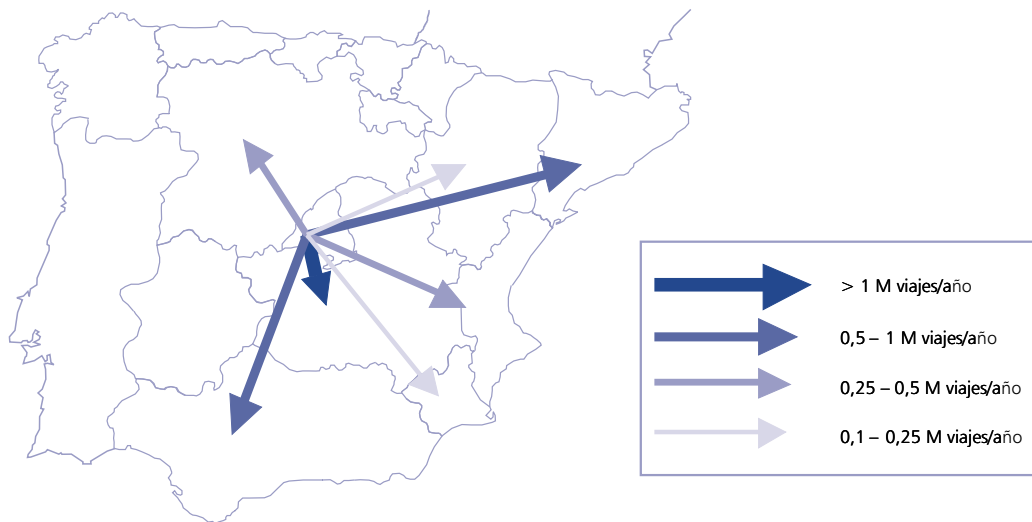 > 1 M viajes/año
0,5 – 1 M viajes/año
0,25 – 0,5 M viajes/año
0,1 – 0,25 M viajes/año